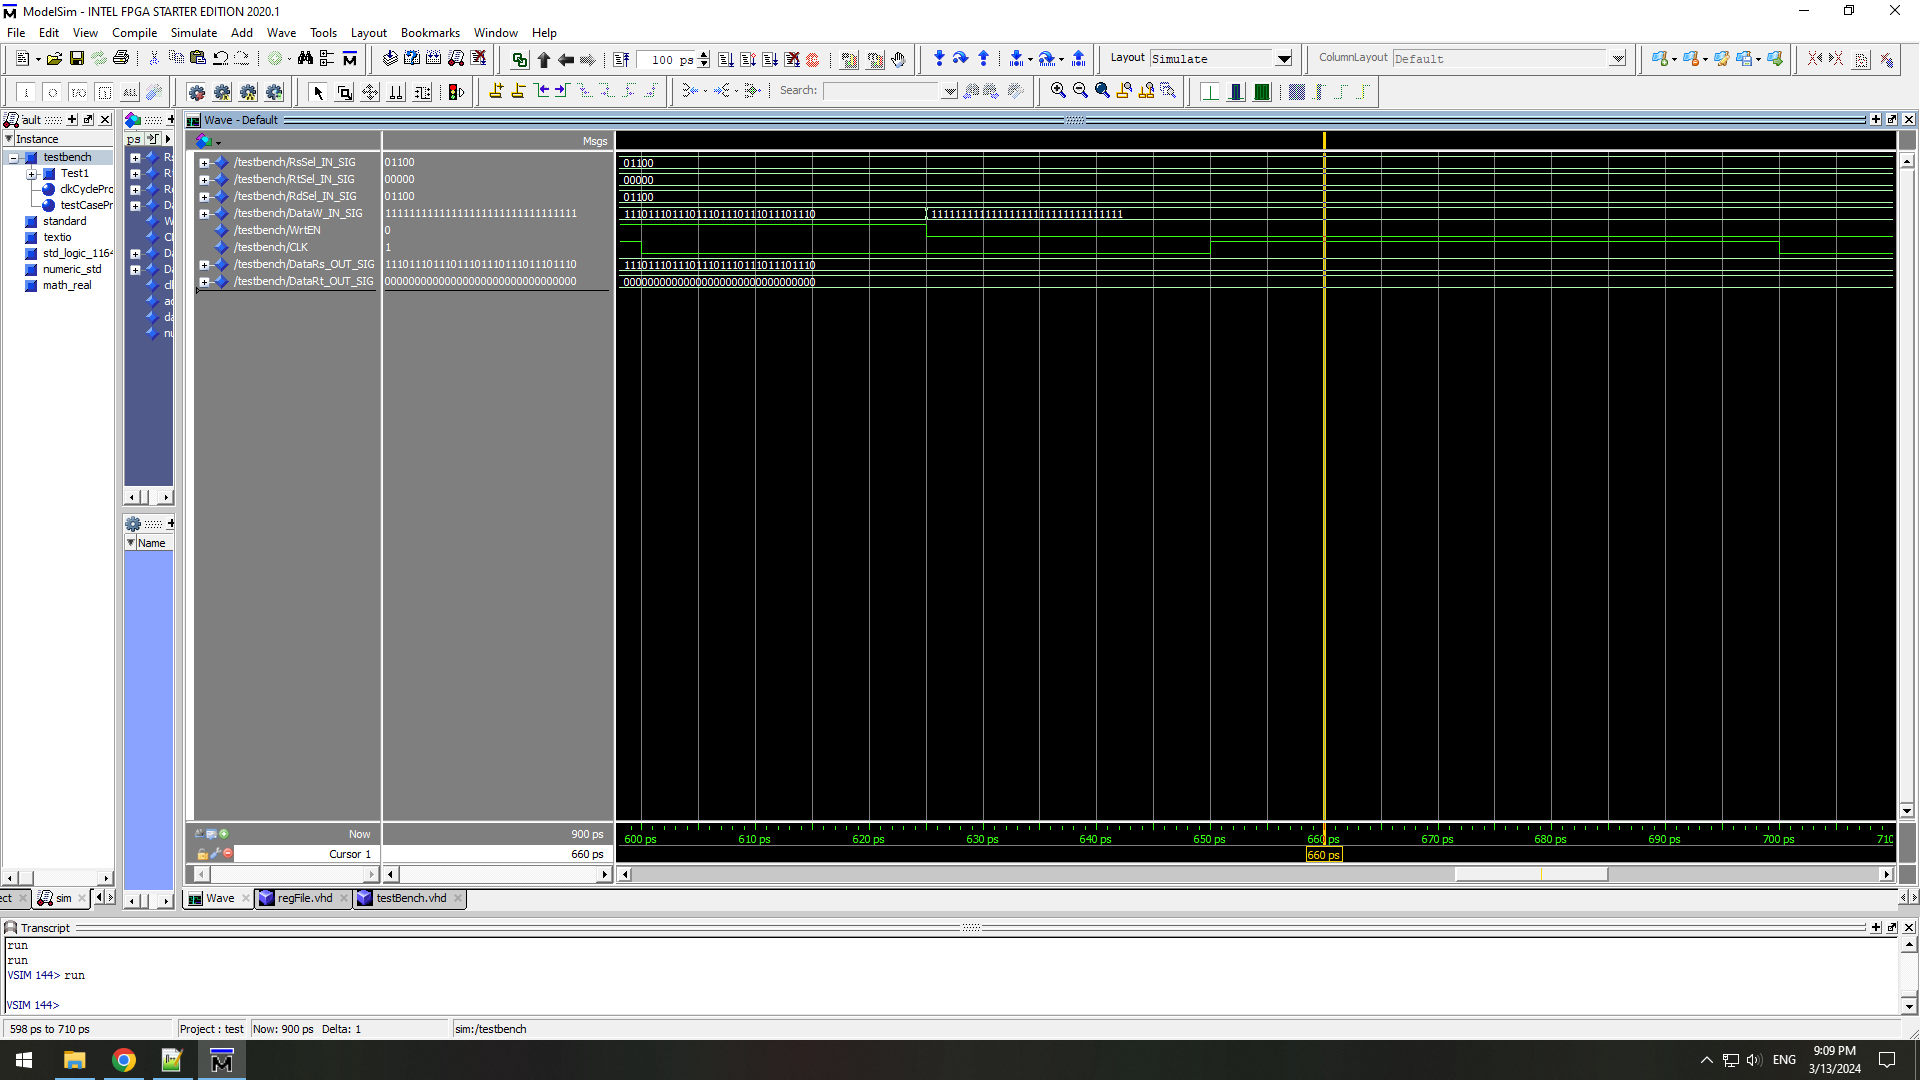 ModelSim - INTEL FPGA STARTER EDITION 2020.1
File Edit View Compile Simulate Add Wave Tools Layout Bookmarks Window Help
100 ps
Layout Simulate
ColumnLayout Default
Search:
ault
Wave - Default
Instance
ps
Msgs
testbench
Test1
clkCyclePro
testCasePr
standard
textio
std_logic_1164
numeric_std
math_real
Name
/testbench/RsSel_IN_SIG 01100 01100
/testbench/RtSel_IN_SIG 00000 00000
/testbench/RdSel_IN_SIG 01100 01100
/testbench/DataW_IN_SIG 11111111111111111111111111111111 11101110111011101110111011101110 11111111111111111111111111111111
/testbench/WrtEN 0
/testbench/CLK 1
/testbench/DataRs_OUT_SIG 11101110111011101110111011101110 11101110111011101110111011101110
/testbench/DataRt_OUT_SIG 00000000000000000000000000000000 00000000000000000000000000000000
Now 900 ps
600 ps 610 ps 620 ps 630 ps 640 ps 650 ps 660 ps 670 ps 680 ps 690 ps 700 ps 710
Cursor 1 660 ps
660 ps
ect sim
Wave regFile.vhd testBench.vhd
Transcript
run
run
VSIM 144> run
VSIM 144>
598 ps to 710 ps Project : test Now: 900 ps Delta: 1 sim:/testbench
ENG
9:09 PM
3/13/2024